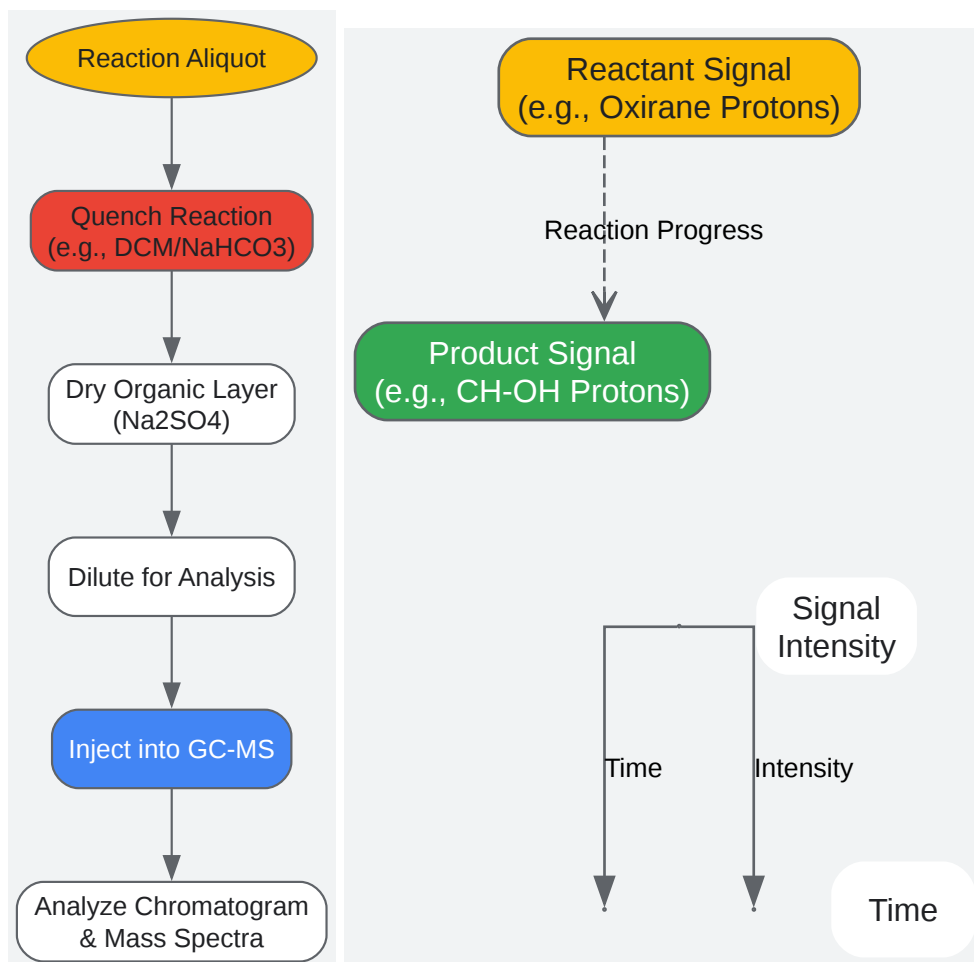 Reaction Aliquot
Quench Reaction
(e.g., DCM/NaHCO3)
Dry Organic Layer
(Na2SO4)
Dilute for Analysis
Inject into GC-MS
Analyze Chromatogram
& Mass Spectra
Reactant Signal
(e.g., Oxirane Protons)
Reaction Progress
Product Signal
(e.g., CH-OH Protons)
Signal
Intensity
Time
Intensity
Time